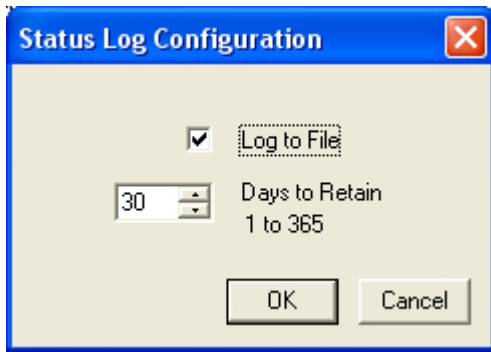 Status Log Configuration
Log to File
30 Days to Retain
1 to 365
OK Cancel